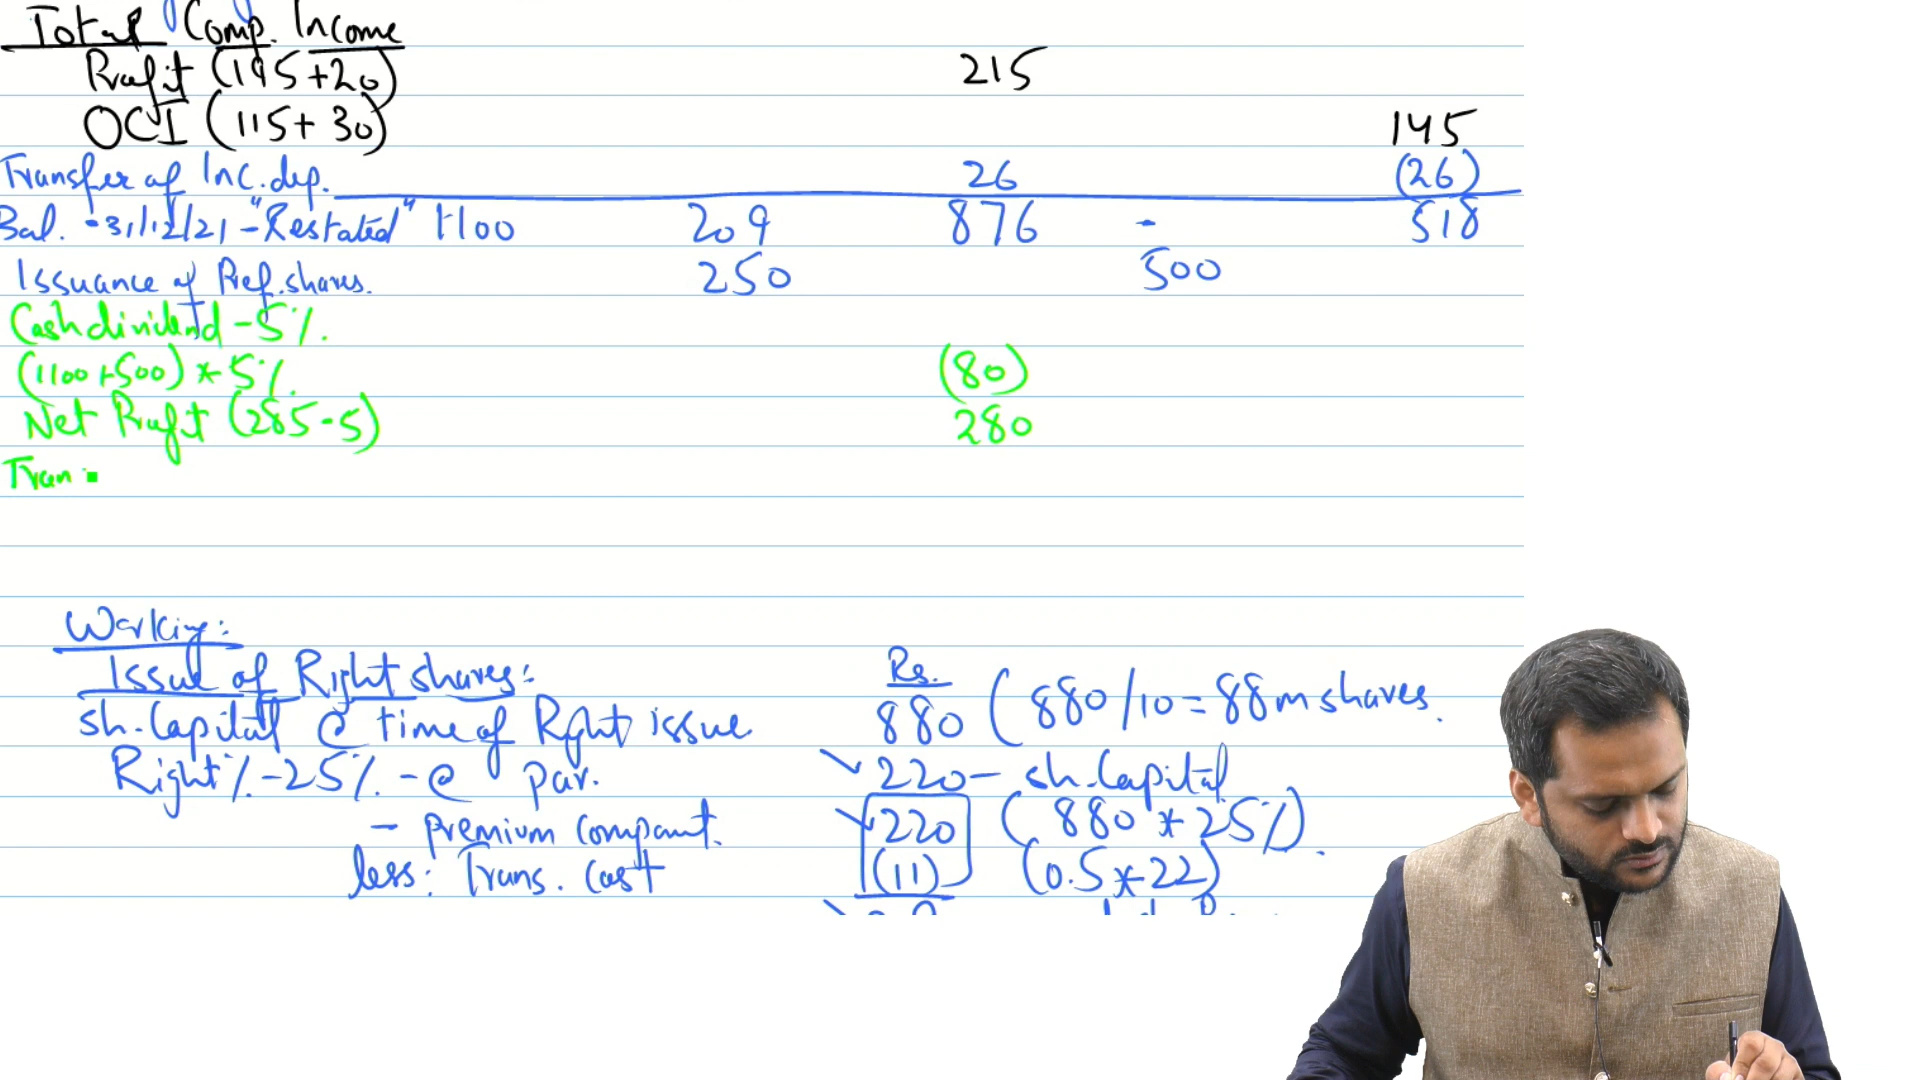 Total Comp. Income
Profit (195+20) 215
OCI (115+30) 145
Transfer of Inc. dep. 26 (26)
Bal. - 31/12/21 - "Restated" 1100 209 876 - 518
Issuance of Pref. shares. 250 500
Cash dividend - 5%.
(1100+500) * 5%. (80)
Net Profit (285-5) 280
Tran
Working:
Issue of Right shares: Rs.
sh. Capital @ time of Right issue 880 (880/10 = 88m shares.
Right % - 25% - @ par. 220 - sh. Capital
- premium 220 (880 * 25%).
less: Trans. Cost (11) (0.5*22)